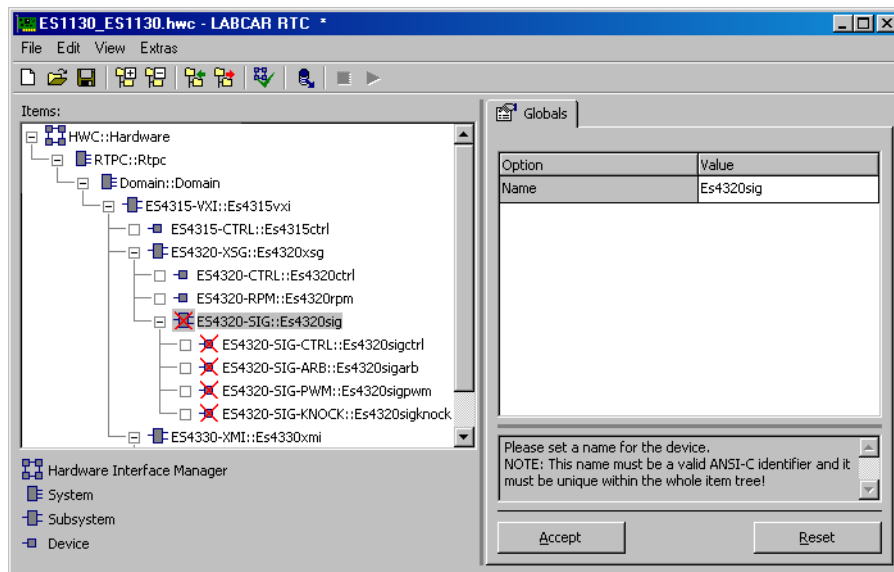 ES1130_ES1130.hwc - LABCAR RTC *
File Edit View Extras
Items:
HWC::Hardware
RTPC::Rtpc
Domain::Domain
ES4315-VXI::Es4315vxi
ES4315-CTRL::Es4315ctrl
ES4320-XSG::Es4320xsg
ES4320-CTRL::Es4320ctrl
ES4320-RPM::Es4320rpm
ES4320-SIG::Es4320sig
ES4320-SIG-CTRL::Es4320sigctrl
ES4320-SIG-ARB::Es4320sigarb
ES4320-SIG-PWM::Es4320sigpwm
ES4320-SIG-KNOCK::Es4320sigknock
ES4330-XMI::Es4330xmi
Hardware Interface Manager
System
Subsystem
Device
Globals
Option Value
Name Es4320sig
Please set a name for the device.
NOTE: This name must be a valid ANSI-C identifier and it
must be unique within the whole item tree!
Accept Reset